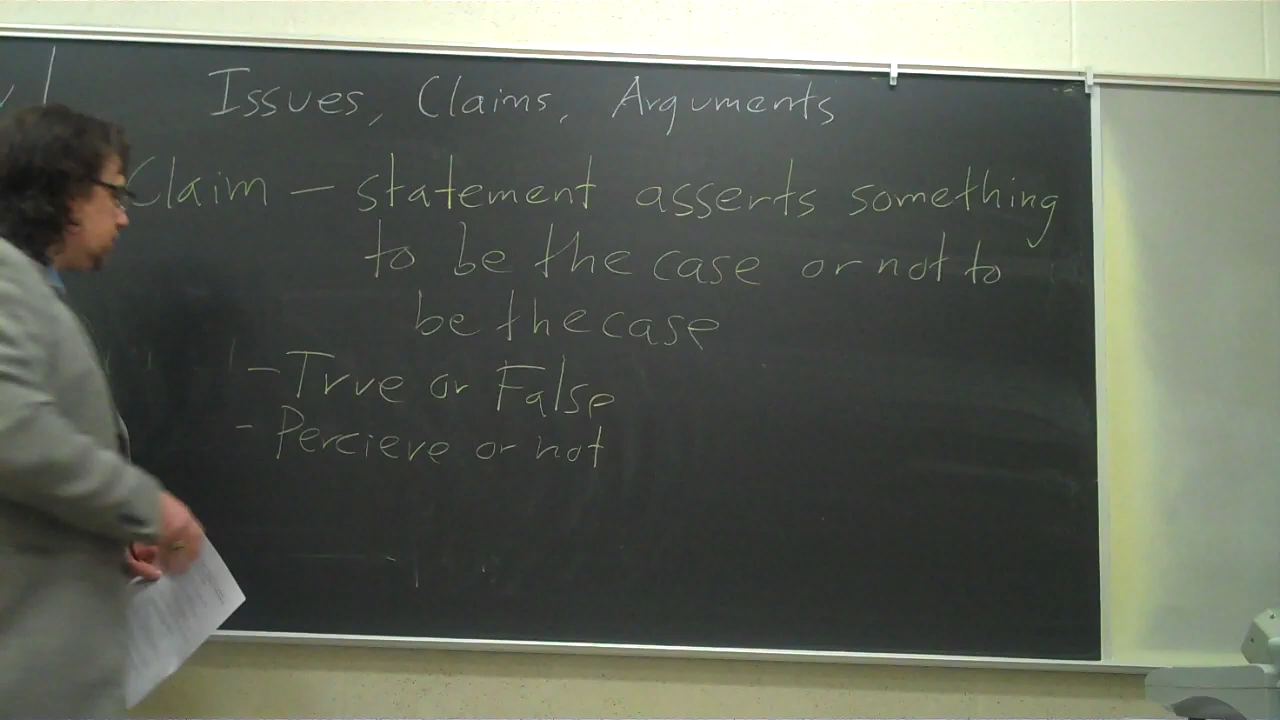 Issues, Claims, Arguments
Claim — statement asserts something
to be the case or not to
be the case
- True or False
- Percieve or not